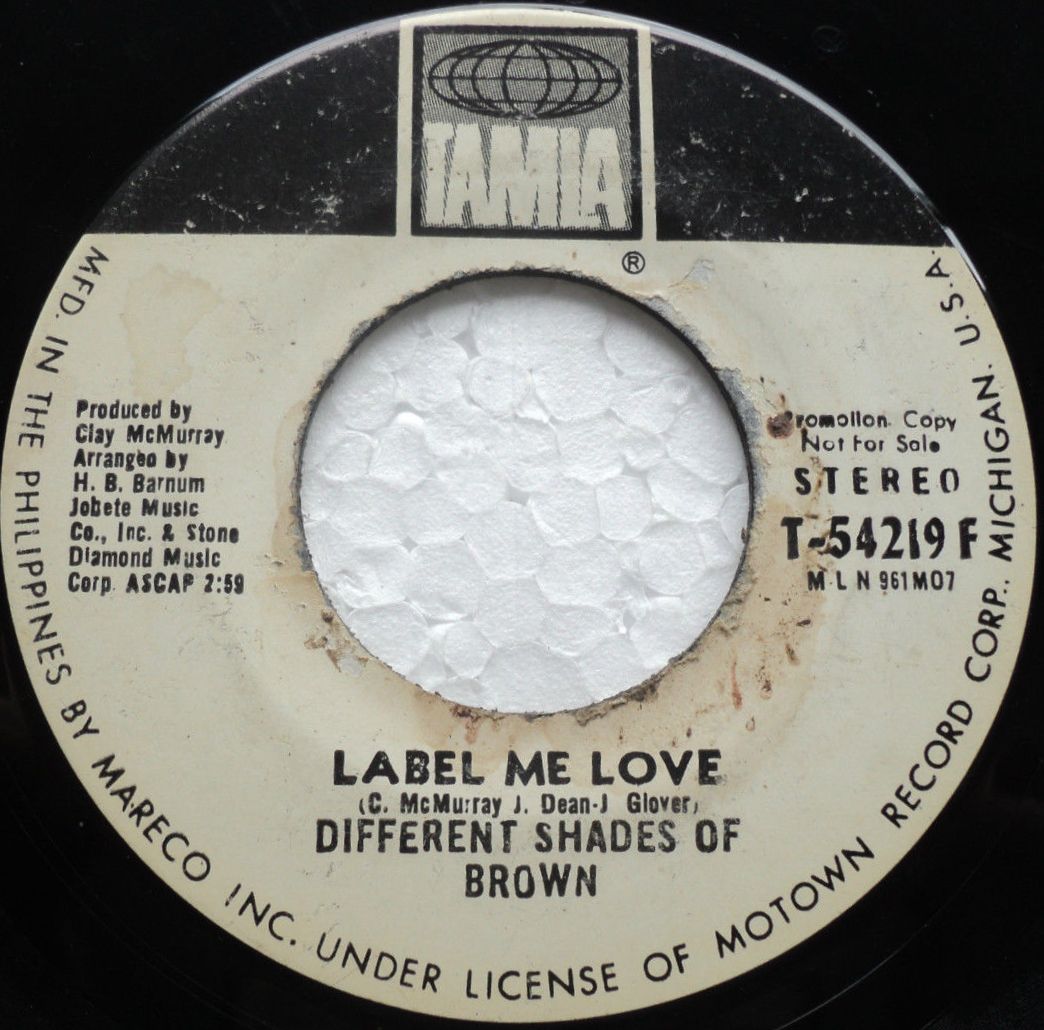 TAMLA
®
MFD. IN THE PHILIPPINES BY MARECO INC. UNDER LICENSE OF MOTOWN RECORD CORP., MICHIGAN. U.S.A.
Produced by
Clay McMurray
Arranged by
H. B. Barnum
Jobete Music
Co., Inc. & Stone
Diamond Music
Corp. ASCAP 2:59
Promotion Copy
Not For Sale
STEREO
T-54219 F
M L N 961M07
LABEL ME LOVE
(C. McMurray J. Dean-J Glover)
DIFFERENT SHADES OF
BROWN